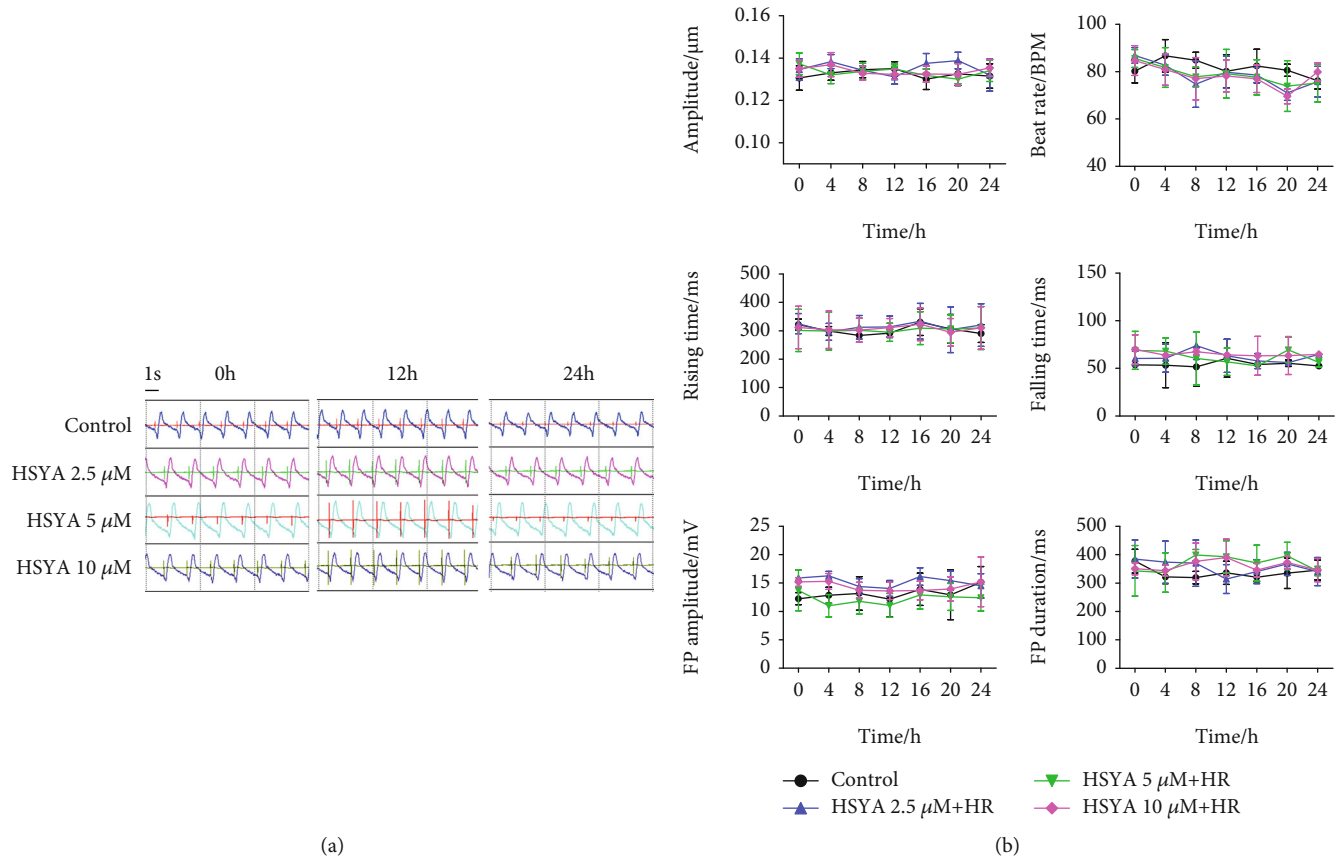 1s 0h 12h 24h
Control
HSYA 2.5 μM
HSYA 5 μM
HSYA 10 μM
(a)
Amplitude/μm
0.16
0.14
0.12
0.10
0 4 8 12 16 20 24
Time/h
Beat rate/BPM
100
80
60
40
0 4 8 12 16 20 24
Time/h
Rising time/ms
500
400
300
200
100
0
0 4 8 12 16 20 24
Time/h
Falling time/ms
150
100
50
0
0 4 8 12 16 20 24
Time/h
FP amplitude/mV
25
20
15
10
5
0
0 4 8 12 16 20 24
Time/h
FP duration/ms
500
400
300
200
100
0
0 4 8 12 16 20 24
Time/h
Control
HSYA 2.5 μM+HR
HSYA 5 μM+HR
HSYA 10 μM+HR
(b)